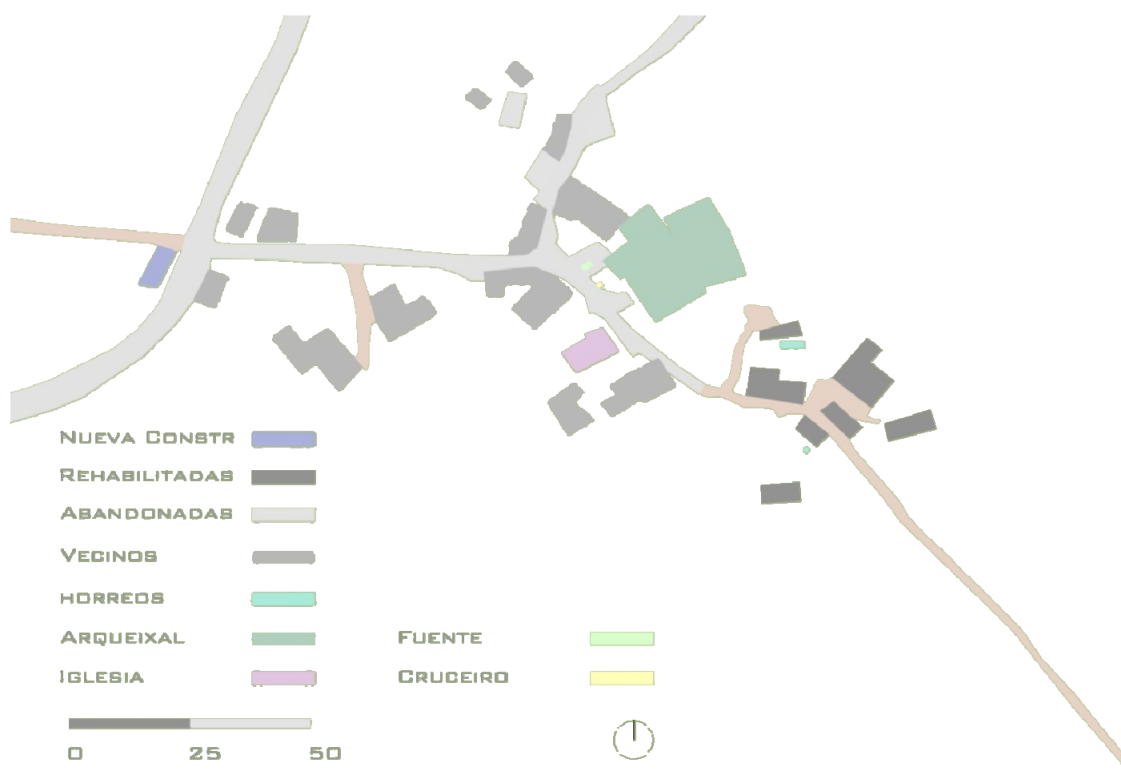 NUEVA CONSTR
REHABILITADAS
ABANDONADAS
VECINOS
HORREOS
ARQUEIXAL FUENTE
IGLESIA CRUCEIRO
0 25 50